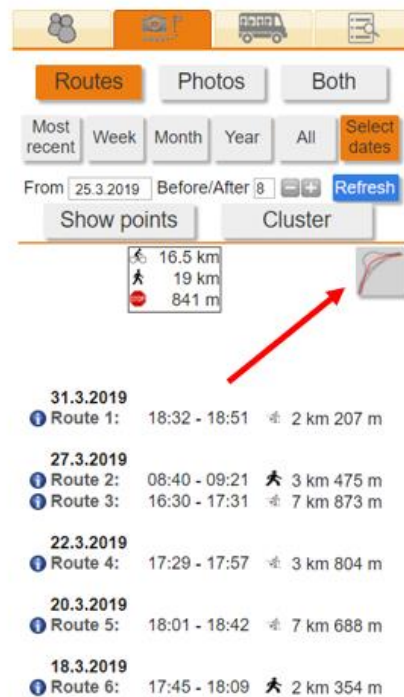 Routes Photos Both
Most recent Week Month Year All Select dates
From 25.3.2019 Before/After 8 Refresh
Show points Cluster
16.5 km
19 km
STOP 841 m
31.3.2019
Route 1: 18:32 - 18:51 2 km 207 m
27.3.2019
Route 2: 08:40 - 09:21 3 km 475 m
Route 3: 16:30 - 17:31 7 km 873 m
22.3.2019
Route 4: 17:29 - 17:57 3 km 804 m
20.3.2019
Route 5: 18:01 - 18:42 7 km 688 m
18.3.2019
Route 6: 17:45 - 18:09 2 km 354 m